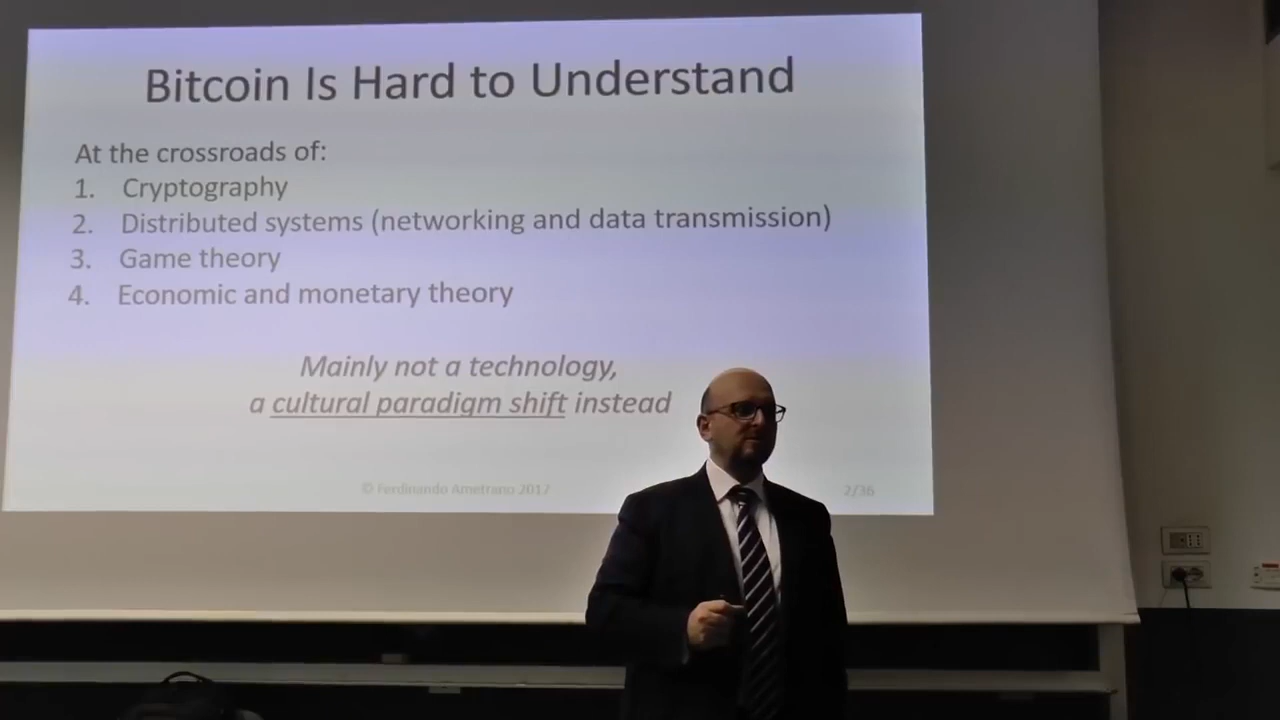 Bitcoin Is Hard to Understand
At the crossroads of:
1. Cryptography
2. Distributed systems (networking and data transmission)
3. Game theory
4. Economic and monetary theory
Mainly not a technology,
a cultural paradigm shift instead
© Ferdinando Ametrano 2017
2/36